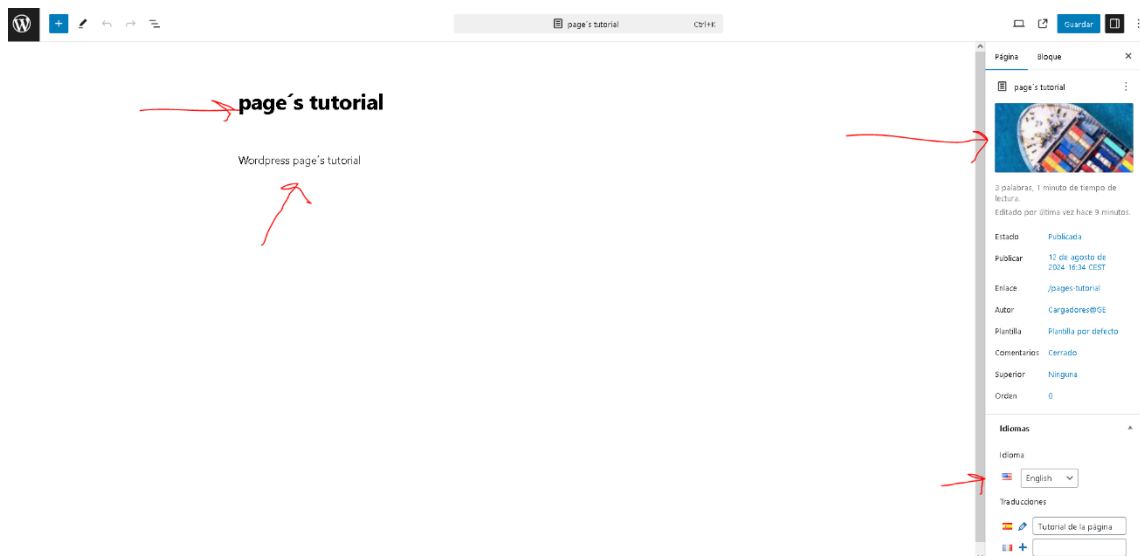 page´s tutorial Ctrl+K
Guardar
Página Bloque
page´s tutorial
page´s tutorial
Wordpress page´s tutorial
3 palabras, 1 minuto de tiempo de
lectura.
Editado por última vez hace 9 minutos.
Estado Publicada
Publicar 12 de agosto de
2024 16:34 CEST
Enlace /pages-tutorial
Autor Cargadores@GE
Plantilla Plantilla por defecto
Comentarios Cerrado
Superior Ninguna
Orden 0
Idiomas
Idioma
English
Traducciones
Tutorial de la página